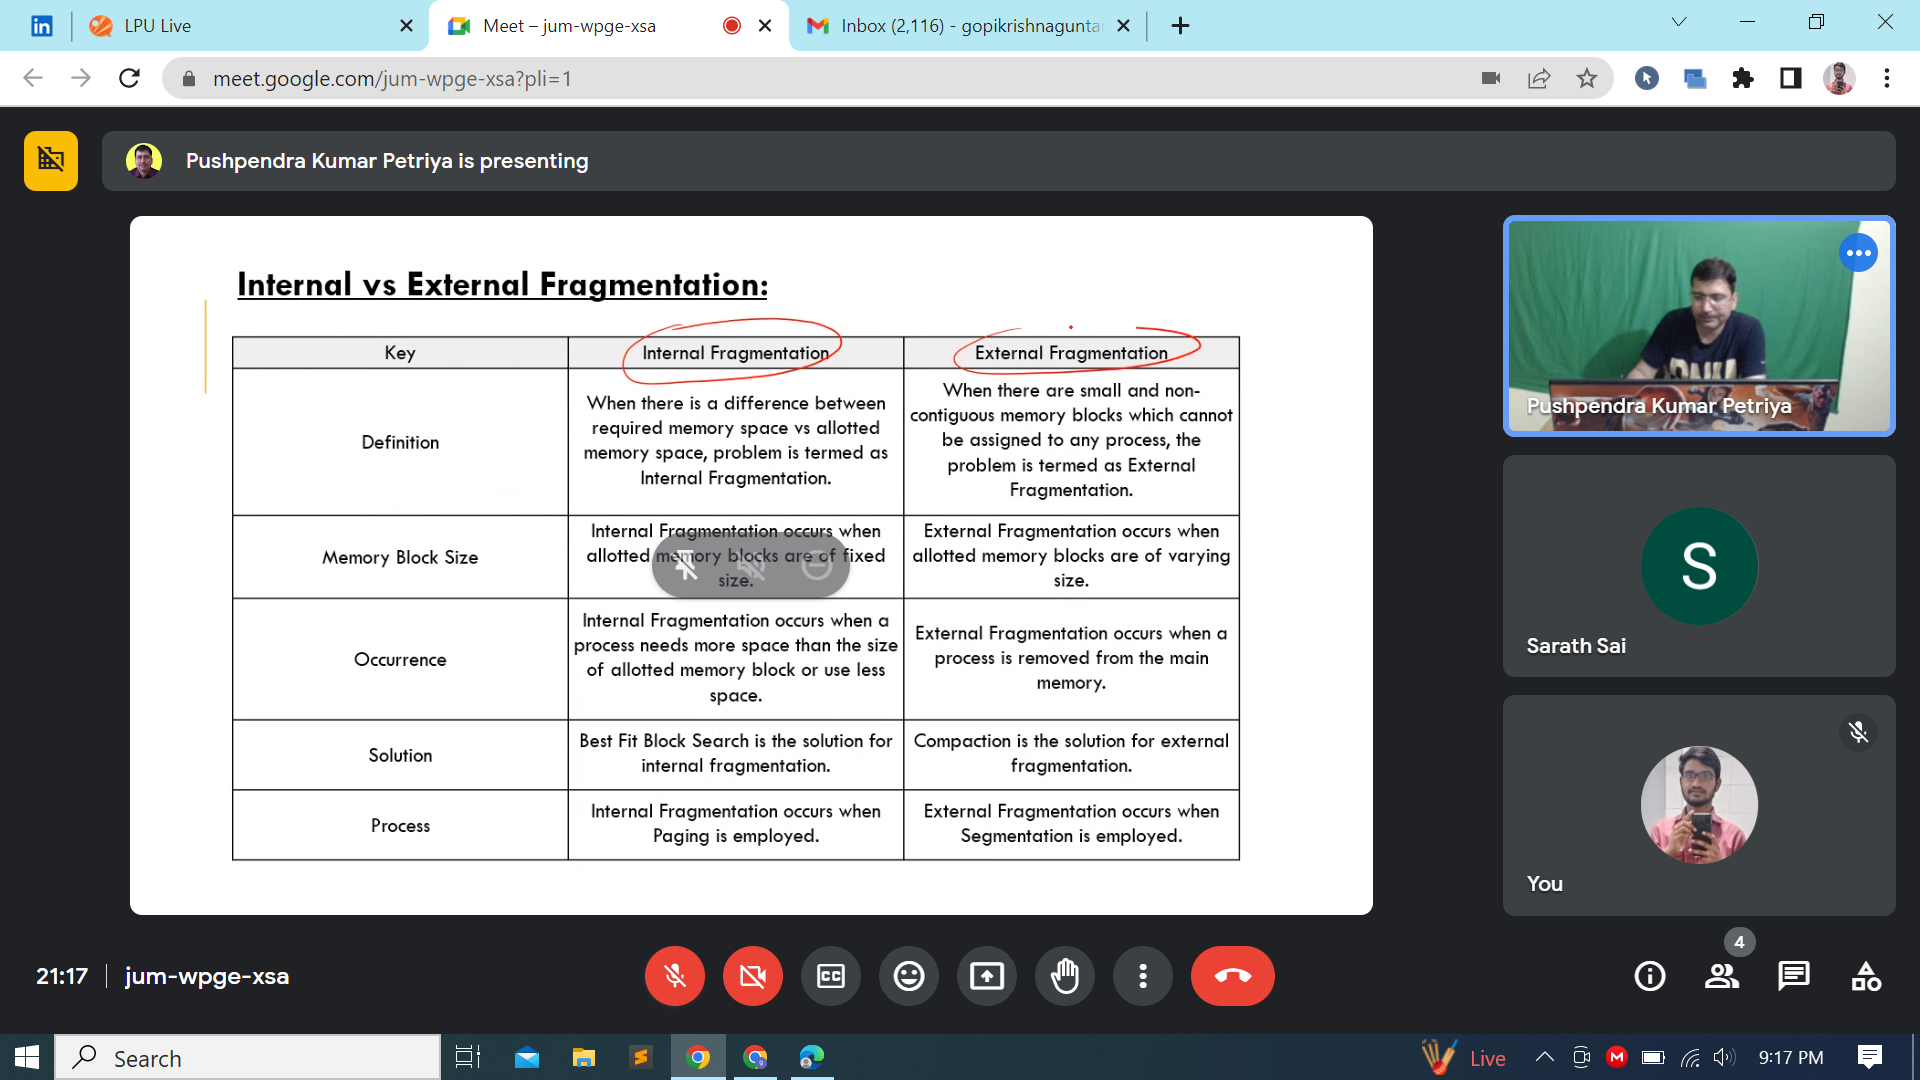 LPU Live
Meet – jum-wpge-xsa
Inbox (2,116) - gopikrishnagunta
meet.google.com/jum-wpge-xsa?pli=1
Pushpendra Kumar Petriya is presenting
Internal vs External Fragmentation:
Key
Internal Fragmentation
External Fragmentation
Definition
When there is a difference between
required memory space vs allotted
memory space, problem is termed as
Internal Fragmentation.
When there are small and non-
contiguous memory blocks which cannot
be assigned to any process, the
problem is termed as External
Fragmentation.
Memory Block Size
Internal Fragmentation occurs when
allotted memory blocks are of fixed
size.
External Fragmentation occurs when
allotted memory blocks are of varying
size.
Occurrence
Internal Fragmentation occurs when a
process needs more space than the size
of allotted memory block or use less
space.
External Fragmentation occurs when a
process is removed from the main
memory.
Solution
Best Fit Block Search is the solution for
internal fragmentation.
Compaction is the solution for external
fragmentation.
Process
Internal Fragmentation occurs when
Paging is employed.
External Fragmentation occurs when
Segmentation is employed.
Pushpendra Kumar Petriya
S
Sarath Sai
You
4
21:17
jum-wpge-xsa
CC
Search
Live
9:17 PM